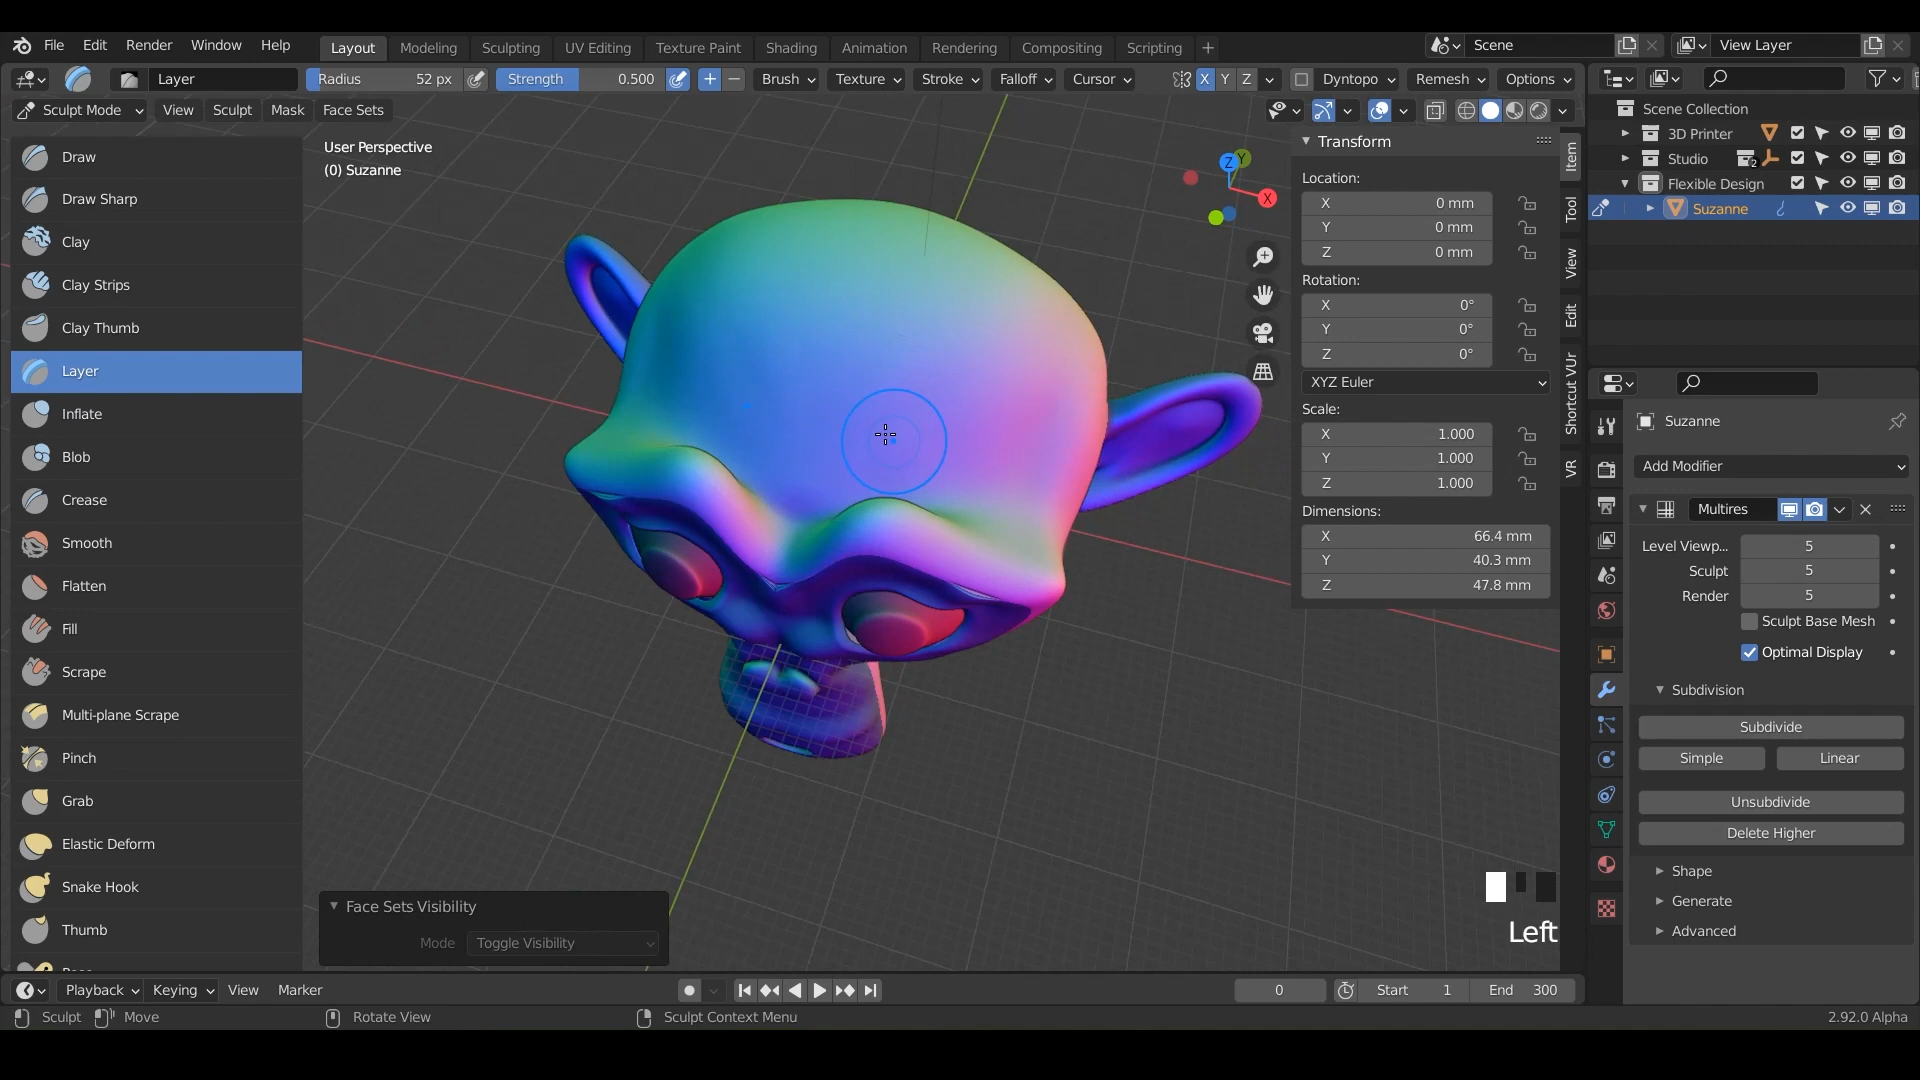 File Edit Render Window Help Layout Modeling Sculpting UV Editing Texture Paint Shading Animation Rendering Compositing Scripting + Scene View Layer
Layer Radius 52 px Strength 0.500 + − Brush Texture Stroke Falloff Cursor X Y Z Dyntopo Remesh Options
Sculpt Mode View Sculpt Mask Face Sets
Scene Collection
3D Printer
Studio 2
Flexible Design
Suzanne
Draw
Draw Sharp
Clay
Clay Strips
Clay Thumb
Layer
Inflate
Blob
Crease
Smooth
Flatten
Fill
Scrape
Multi-plane Scrape
Pinch
Grab
Elastic Deform
Snake Hook
Thumb
User Perspective
(0) Suzanne
Z Y
X
Transform
Location:
X 0 mm
Y 0 mm
Z 0 mm
Rotation:
X 0°
Y 0°
Z 0°
XYZ Euler
Scale:
X 1.000
Y 1.000
Z 1.000
Dimensions:
X 66.4 mm
Y 40.3 mm
Z 47.8 mm
Item
Tool
View
Edit
Shortcut VUr
VR
Suzanne
Add Modifier
Multires
Level Viewp... 5
Sculpt 5
Render 5
Sculpt Base Mesh
Optimal Display
Subdivision
Subdivide
Simple Linear
Unsubdivide
Delete Higher
Shape
Generate
Advanced
Face Sets Visibility
Mode Toggle Visibility
Left
Playback Keying View Marker 0 Start 1 End 300
Sculpt Move Rotate View Sculpt Context Menu 2.92.0 Alpha